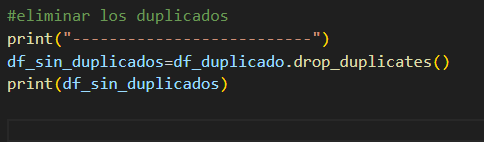 #eliminar los duplicados
print("--------------------------")
df_sin_duplicados=df_duplicado.drop_duplicates()
print(df_sin_duplicados)